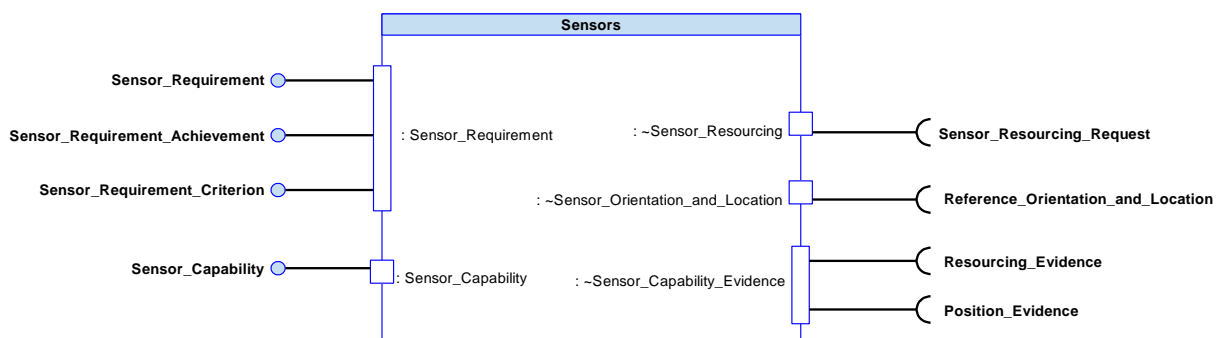 Sensors
Sensor_Requirement
Sensor_Requirement_Achievement
: Sensor_Requirement
Sensor_Requirement_Criterion
Sensor_Capability
: Sensor_Capability
: ~Sensor_Resourcing
Sensor_Resourcing_Request
: ~Sensor_Orientation_and_Location
Reference_Orientation_and_Location
: ~Sensor_Capability_Evidence
Resourcing_Evidence
Position_Evidence